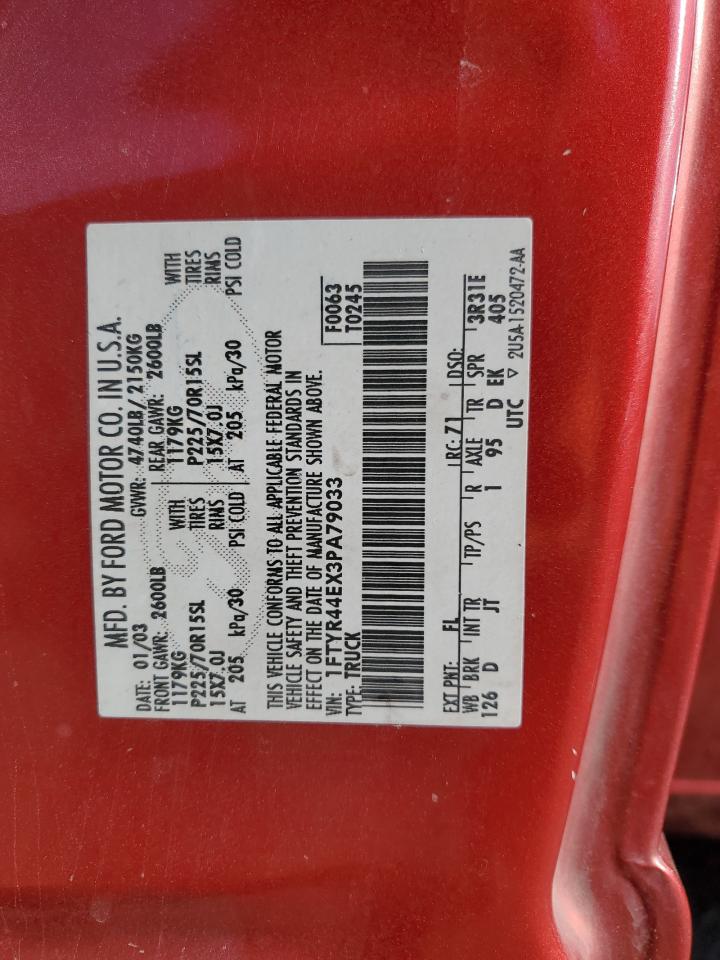 MFD. BY FORD MOTOR CO. IN U.S.A.
DATE: 01/03 GVWR: 4740LB/ 2150KG
FRONT GAWR: 2600LB REAR GAWR: 2600LB
1179KG WITH 1179KG WITH
P225/70R15SL TIRES P225/70R15SL TIRES
15X7.0J RIMS 15X7.0J RIMS
AT 205 kPa/30 PSI COLD AT 205 kPa/30 PSI COLD
THIS VEHICLE CONFORMS TO ALL APPLICABLE FEDERAL MOTOR
VEHICLE SAFETY AND THEFT PREVENTION STANDARDS IN
EFFECT ON THE DATE OF MANUFACTURE SHOWN ABOVE.
VIN: 1FTYR44EX3PA79033 F0063
TYPE: TRUCK T0245
EXT PNT: FL RC: 71 DSO:
WB BRK INT TR TP/PS R AXLE TR SPR 3R31E
126 D JT 1 95 D EK 405
UTC ▽ 2U5A-1520472-AA